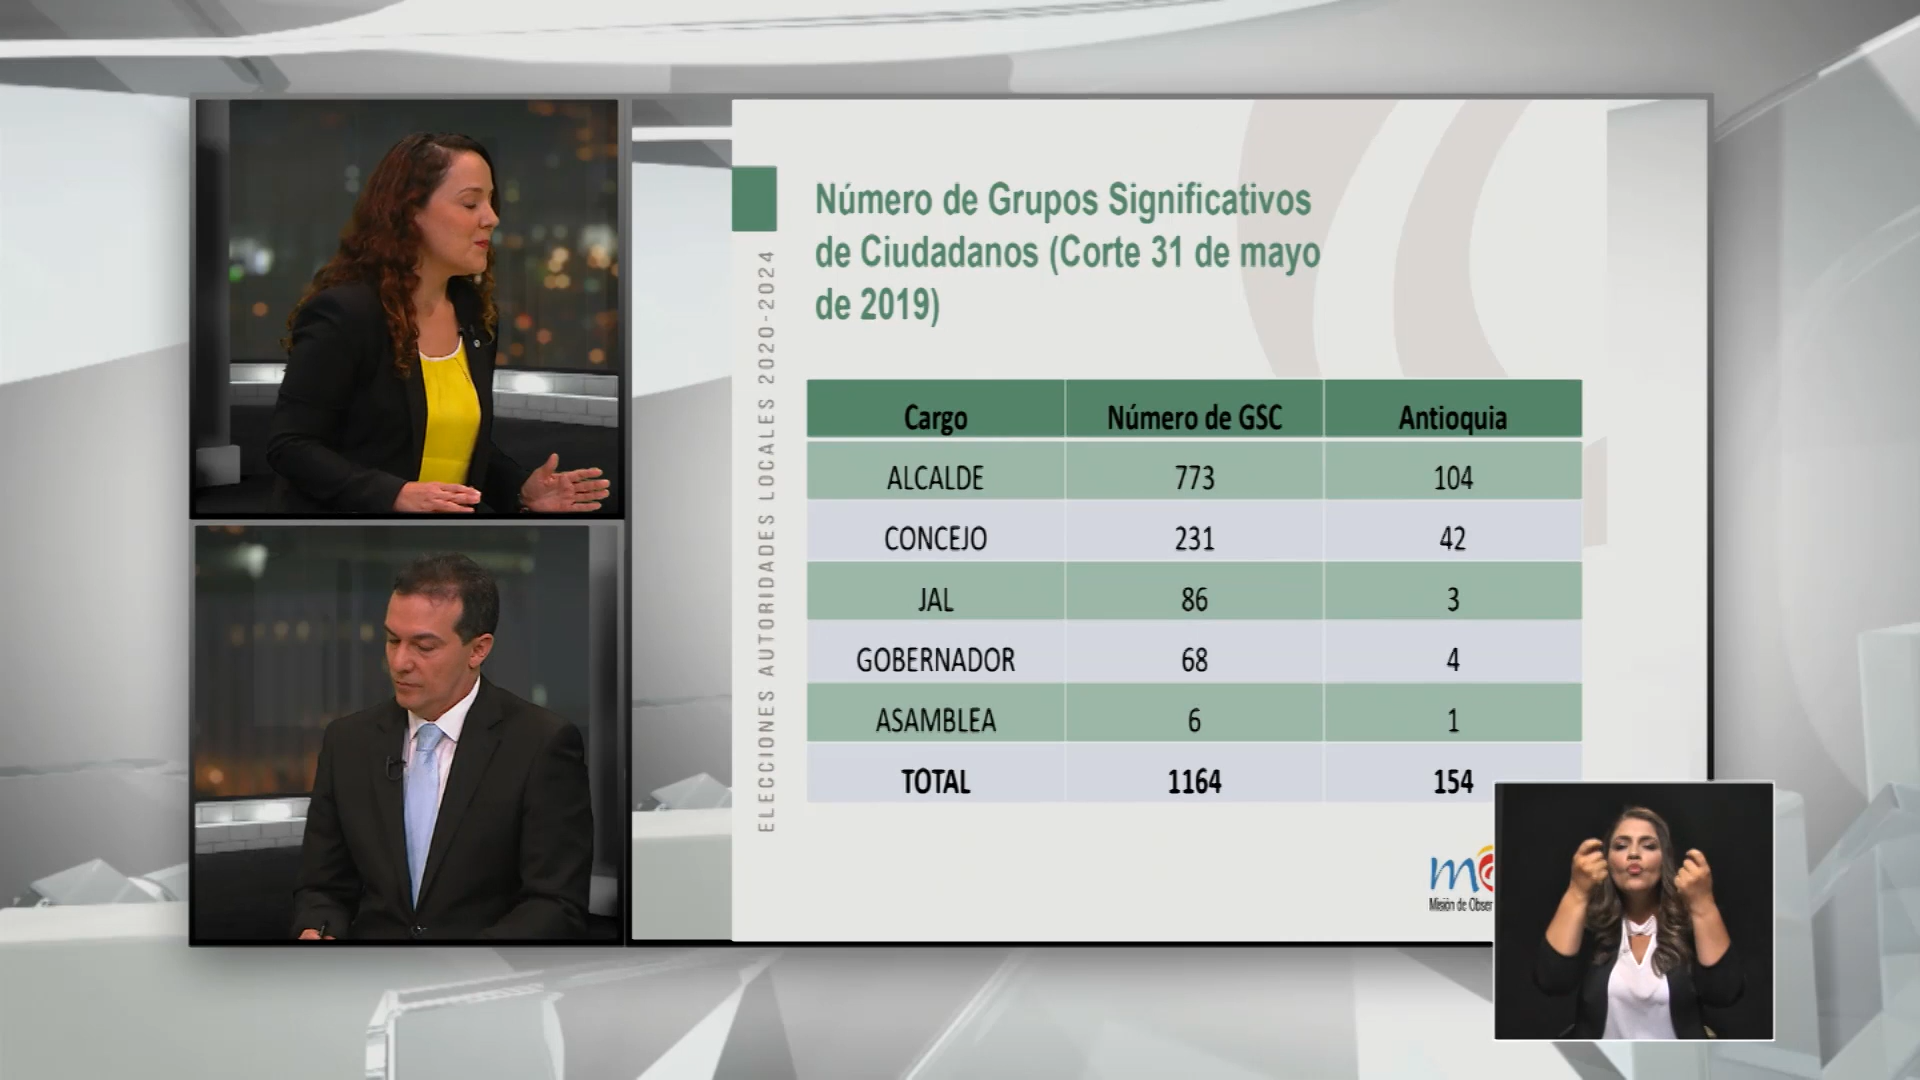 Número de Grupos Significativos
de Ciudadanos (Corte 31 de mayo
de 2019)
ELECCIONES AUTORIDADES LOCALES 2020-2024
Cargo Número de GSC Antioquia
ALCALDE 773 104
CONCEJO 231 42
JAL 86 3
GOBERNADOR 68 4
ASAMBLEA 6 1
TOTAL 1164 154
Misión de Obser